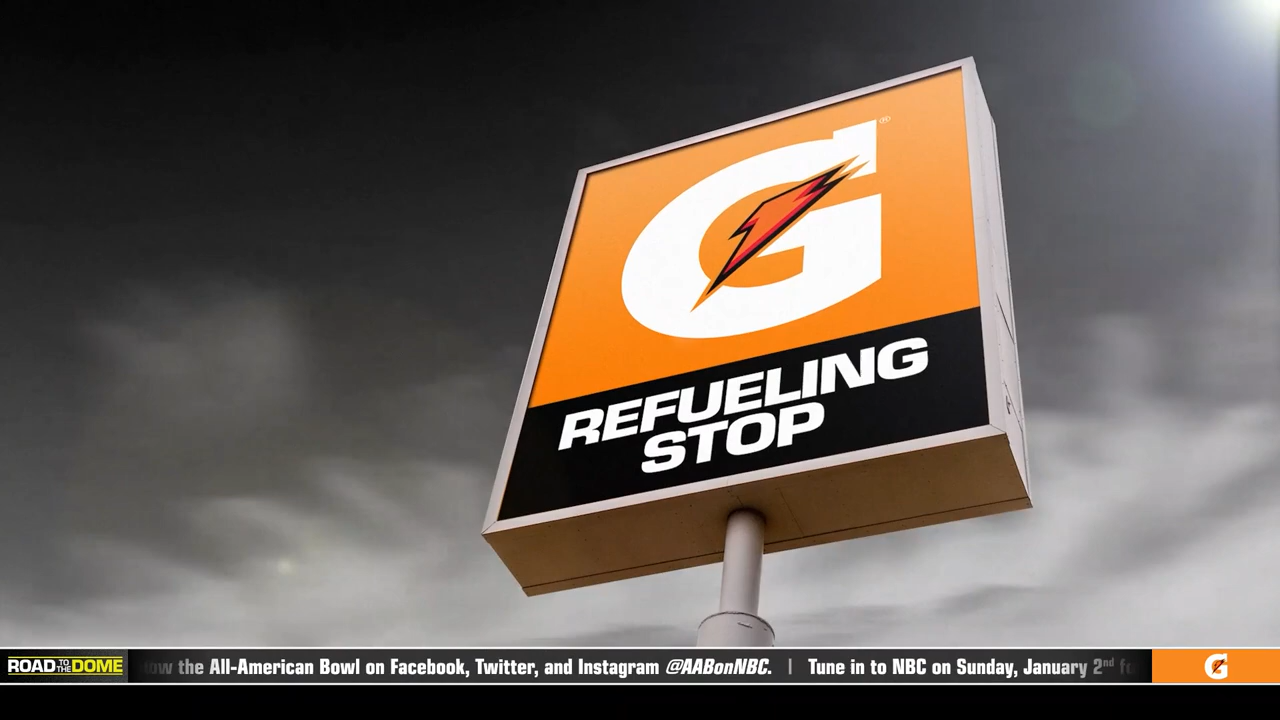 G
®
REFUELING
STOP
ROAD TO THE DOME
the All-American Bowl on Facebook, Twitter, and Instagram @AABonNBC. | Tune in to NBC on Sunday, January 2nd
G